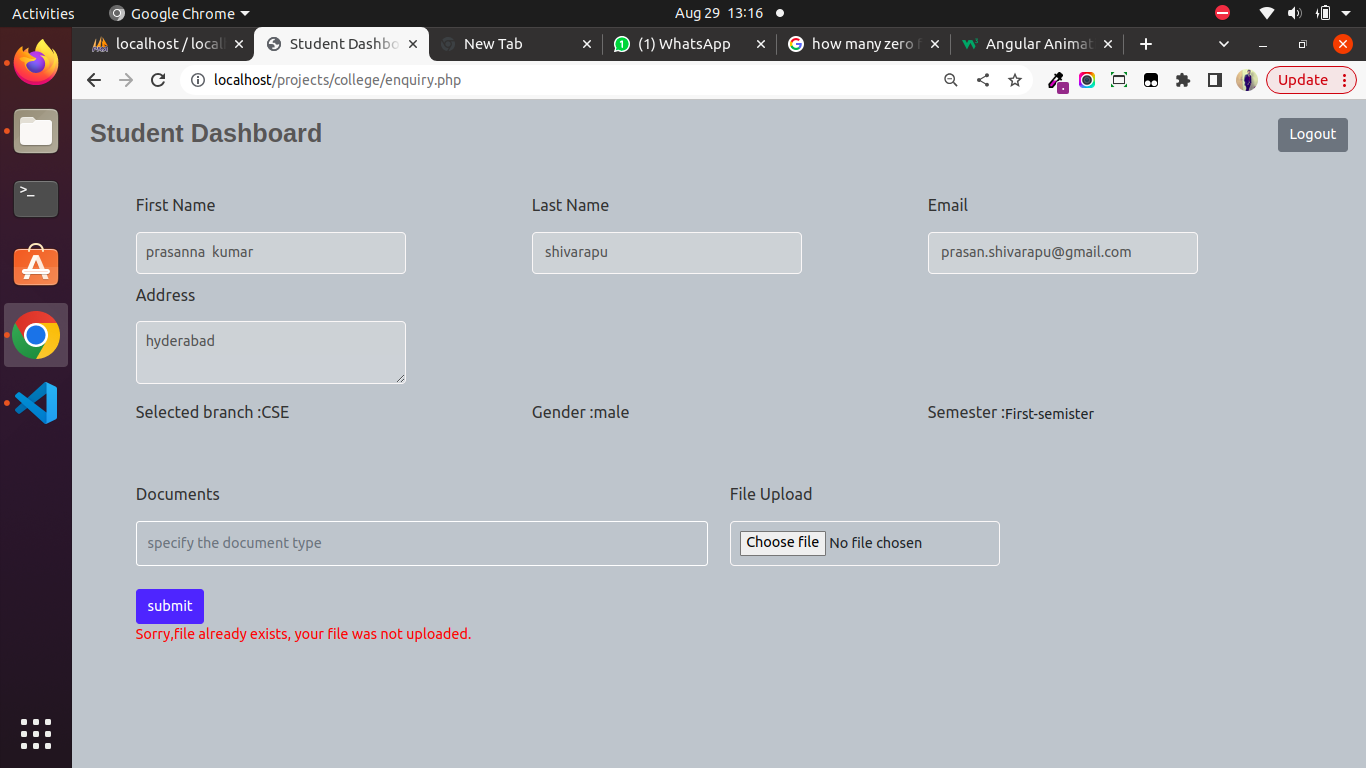 Activities Google Chrome Aug 29 13:16
localhost / local Student Dashbo New Tab (1) WhatsApp how many zero Angular Animat
localhost/projects/college/enquiry.php Update
Student Dashboard Logout
First Name Last Name Email
prasanna kumar shivarapu prasan.shivarapu@gmail.com
Address
hyderabad
Selected branch :CSE Gender :male Semester :First-semister
Documents File Upload
specify the document type Choose file No file chosen
submit
Sorry,file already exists, your file was not uploaded.